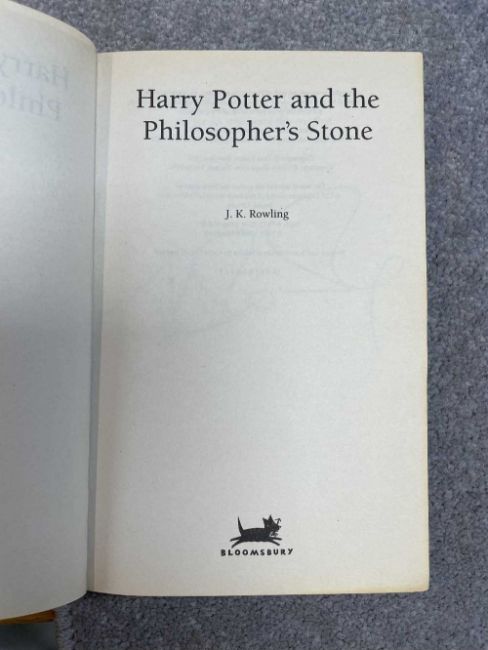 Harry Potter and the
Philosopher's Stone
J. K. Rowling
BLOOMSBURY